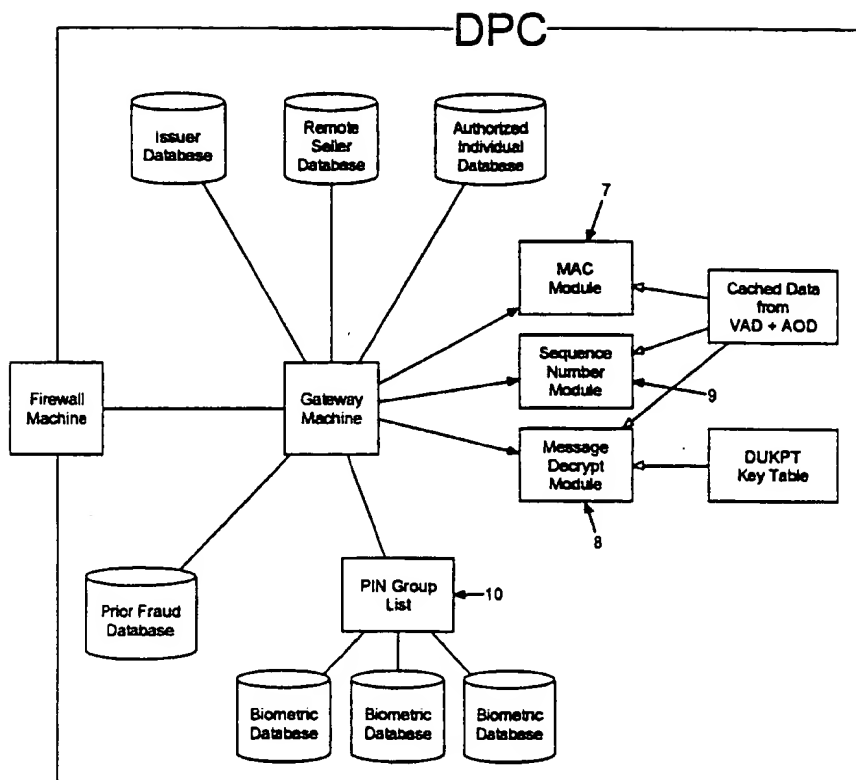 DPC
Issuer
Database
Remote
Seller
Database
Authorized
Individual
Database
7
MAC
Module
Cached Data
from
VAD + AOD
Sequence
Number
Module
9
Firewall
Machine
Gateway
Machine
Message
Decrypt
Module
8
DUKPT
Key Table
PIN Group
List
10
Prior Fraud
Database
Biometric
Database
Biometric
Database
Biometric
Database